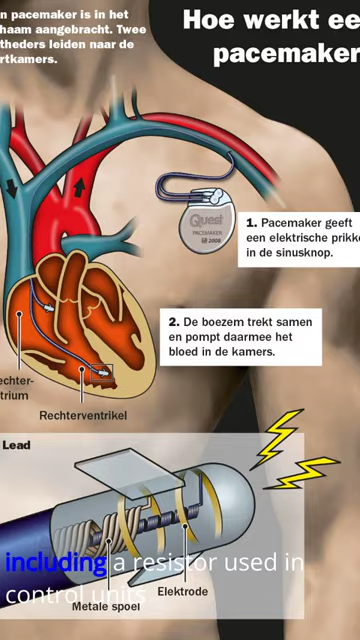 n pacemaker is in het
haam aangebracht. Twee
theders leiden naar de
rtkamers.
Hoe werkt ee
pacemaker
Quest
PACEMAKER
2008
1. Pacemaker geeft
een elektrische prikke
in de sinusknop.
2. De boezem trekt samen
en pompt daarmee het
bloed in de kamers.
echter-
trium
Rechterventrikel
Lead
including a resistor used in
control units
Elektrode
Metale spoel